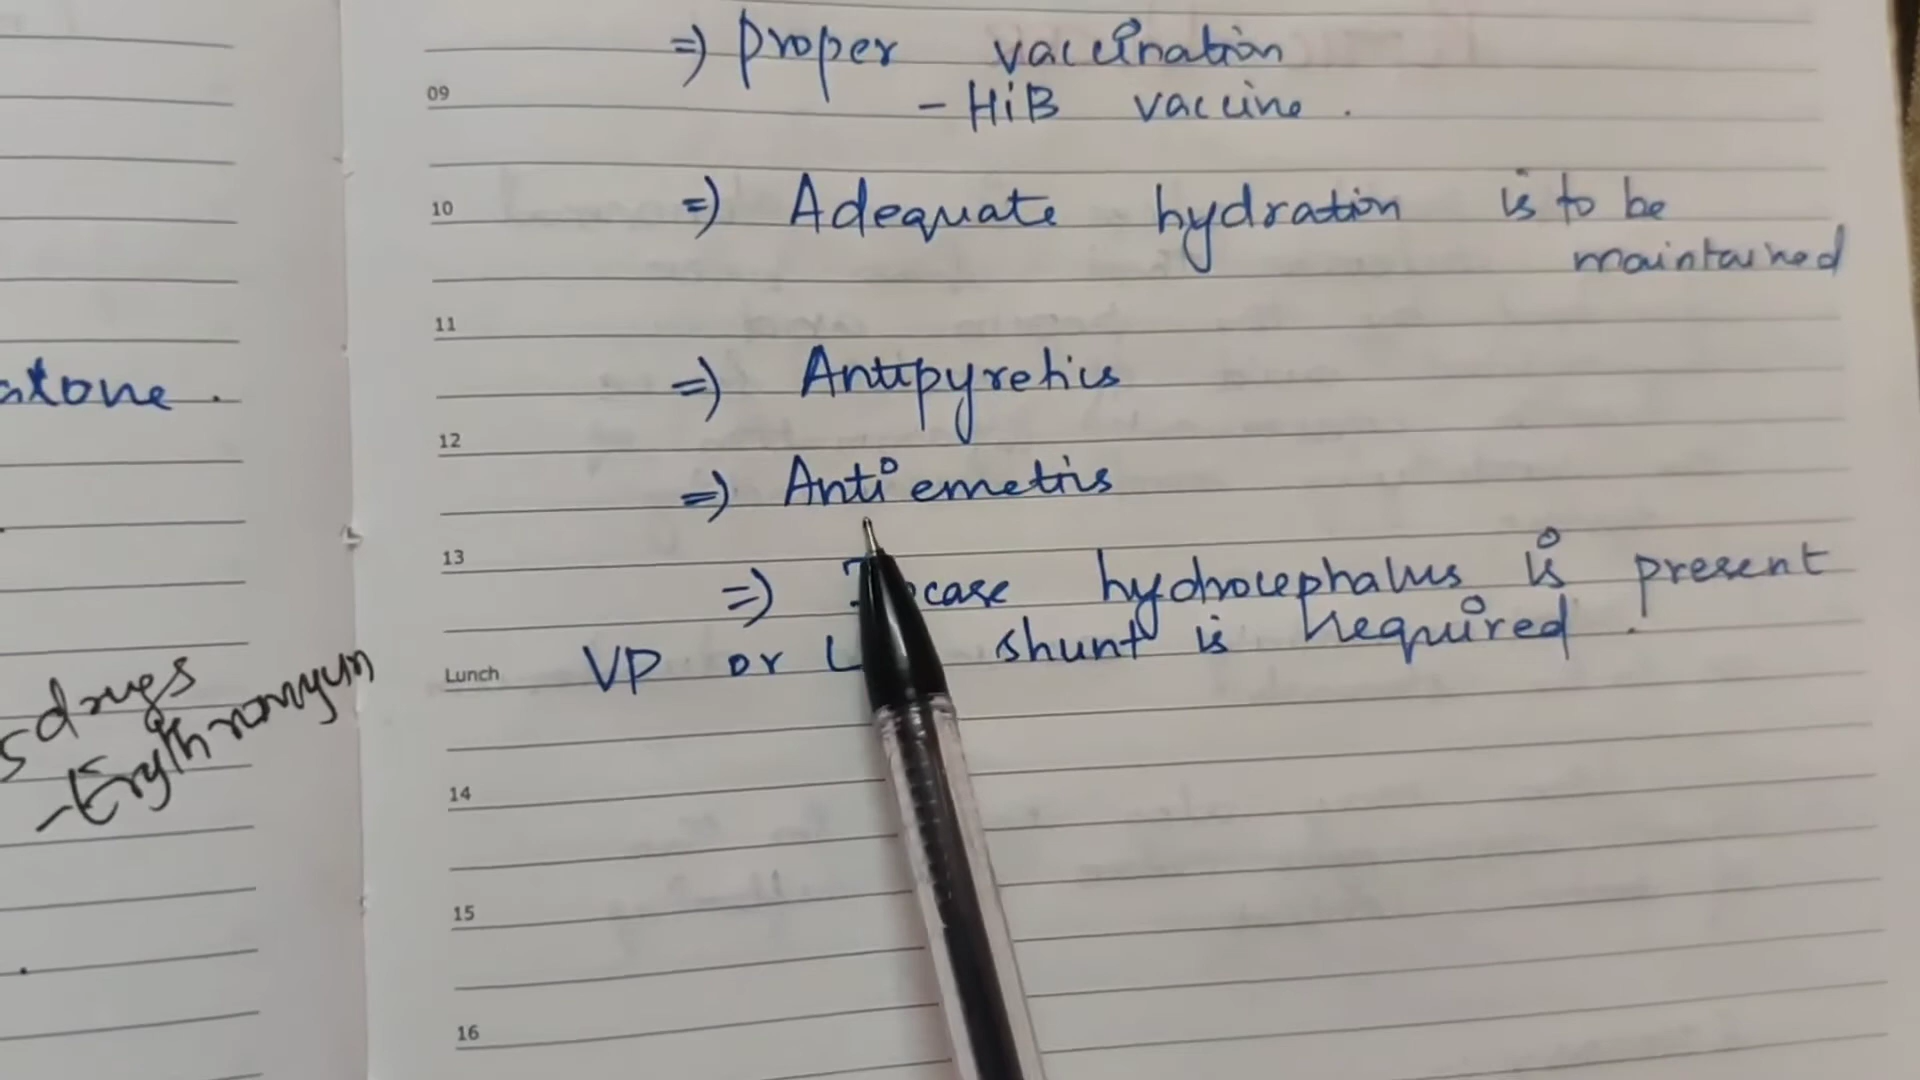 ⇒ Proper vaccination
09
- HiB vaccine.
10
⇒ Adequate hydration is to be
maintained
11
⇒ Antipyretics
12
⇒ Antiemetics
13
⇒ case hydrocephalus is present
VP or shunt is required.
Lunch
14
15
16
drugs
- Erythromycin